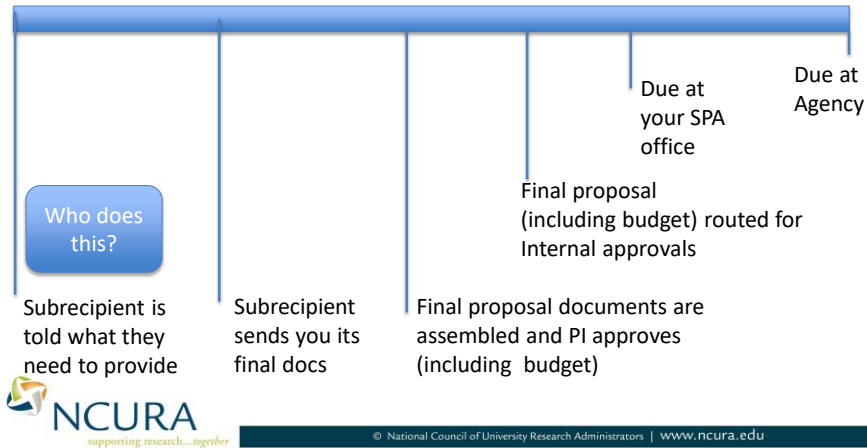 Due at
your SPA
office
Due at
Agency
Final proposal
(including budget) routed for
Internal approvals
Who does
this?
Subrecipient is
told what they
need to provide
Subrecipient
sends you its
final docs
Final proposal documents are
assembled and PI approves
(including budget)
NCURA
supporting research...together
© National Council of University Research Administrators | www.ncura.edu